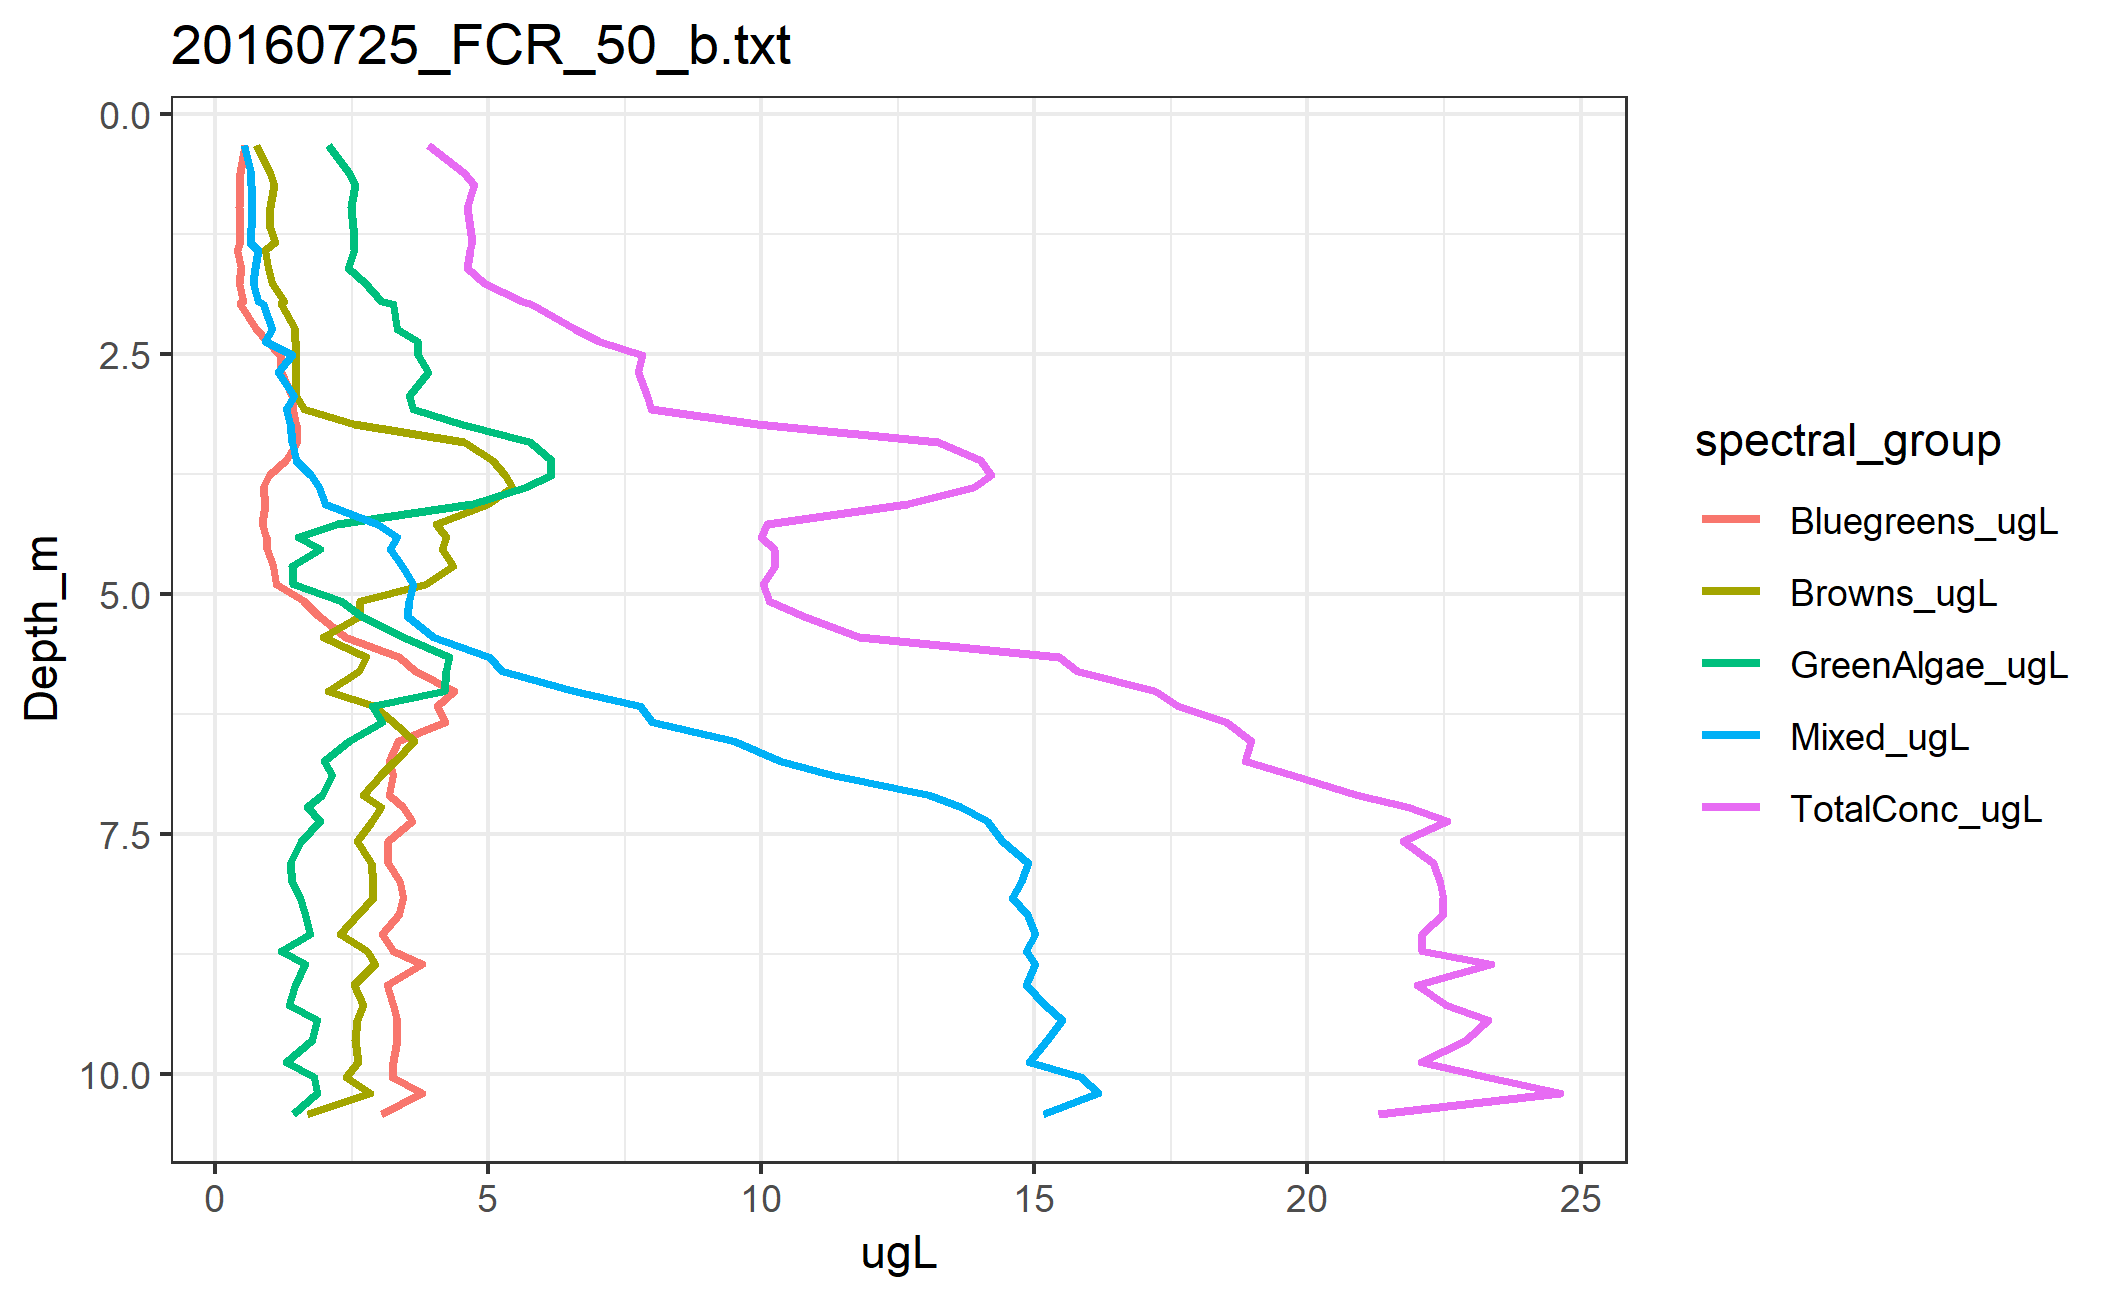 20160725_FCR_50_b.txt
0.0
2.5
5.0
7.5
10.0
Depth_m
0 5 10 15 20 25
ugL
spectral_group
Bluegreens_ugL
Browns_ugL
GreenAlgae_ugL
Mixed_ugL
TotalConc_ugL